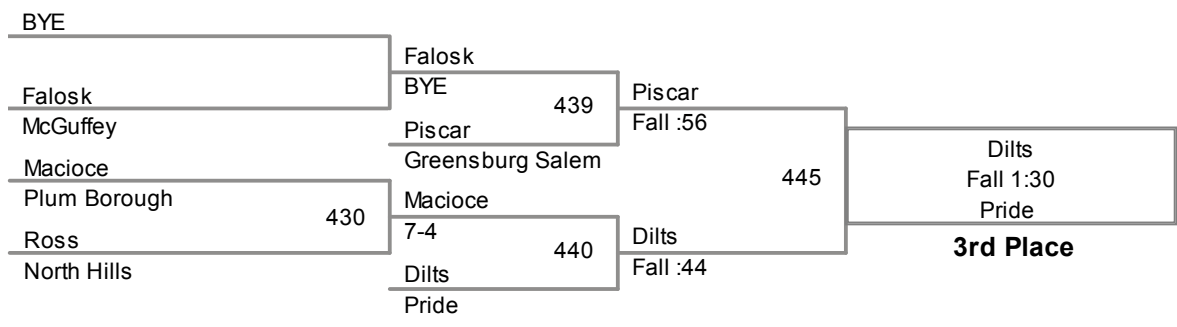 BYE
Falosk
McGuffey
Macioce
Plum Borough
430
Ross
North Hills
Falosk
BYE
439
Piscar
Greensburg Salem
Macioce
7-4
440
Dilts
Pride
Piscar
Fall :56
445
Dilts
Fall :44
Dilts
Fall 1:30
Pride
3rd Place